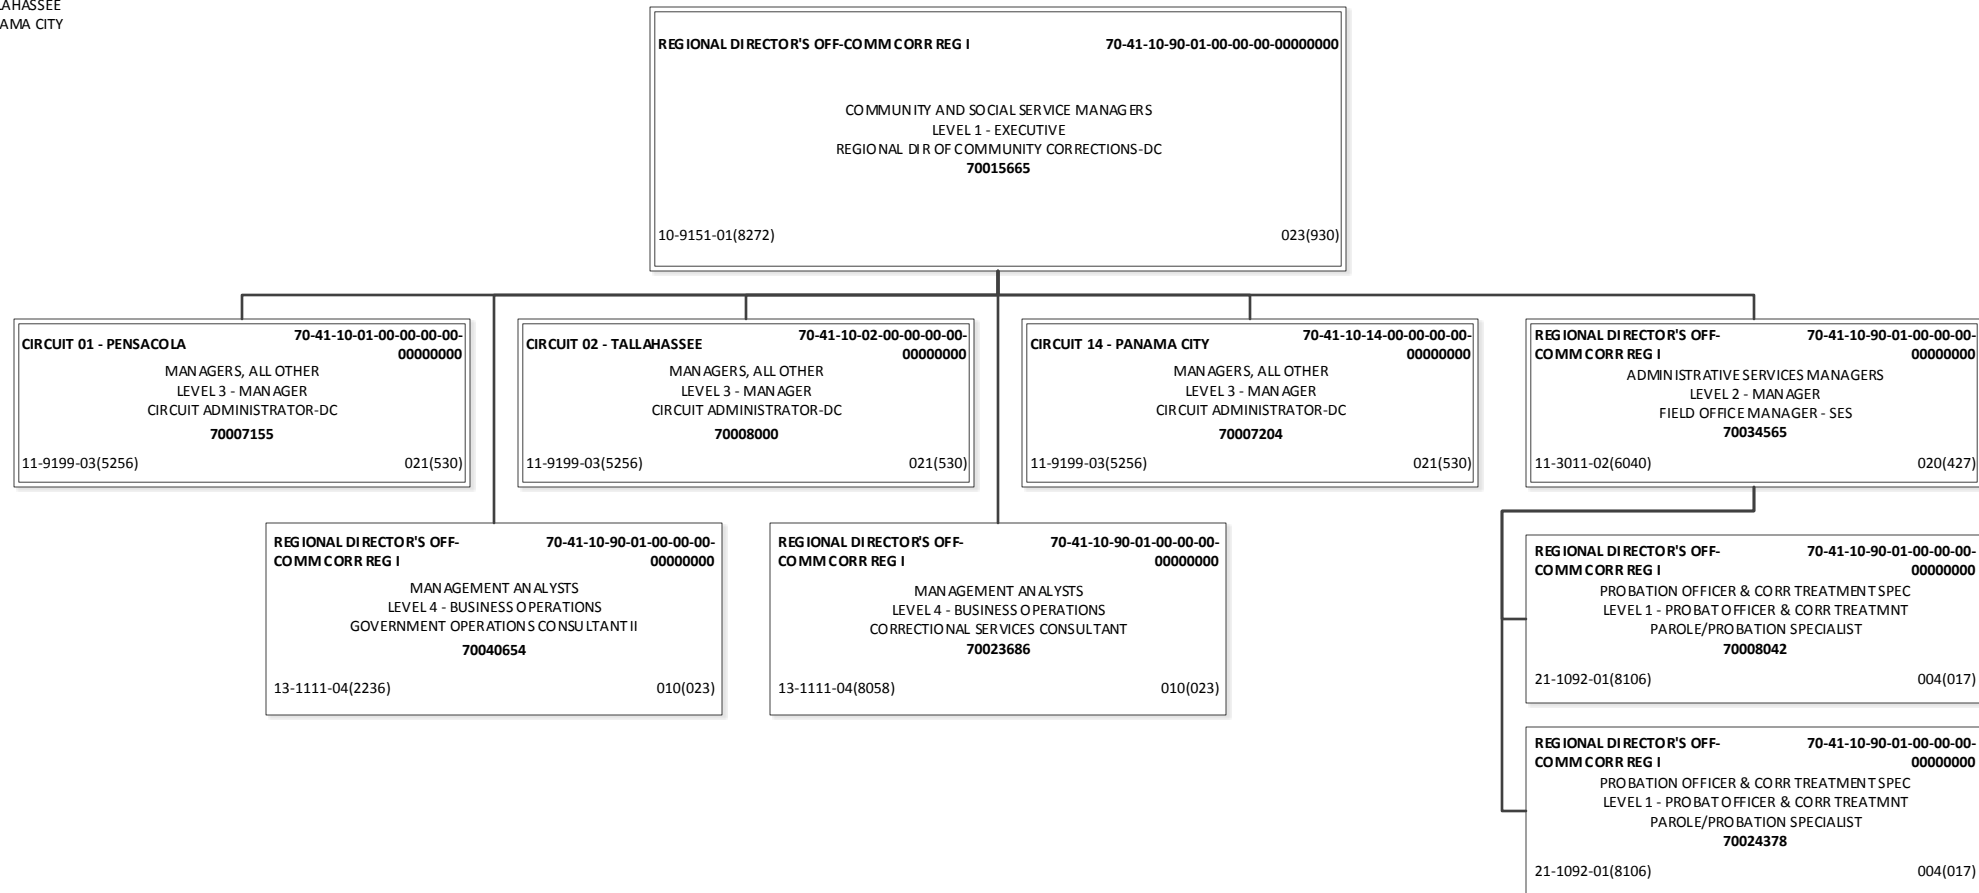 AHASSEE
AMA CITY
REGIONAL DIRECTOR'S OFF-COMM CORR REG I 70-41-10-90-01-00-00-00-00000000
COMMUNITY AND SOCIAL SERVICE MANAGERS
LEVEL 1 - EXECUTIVE
REGIONAL DIR OF COMMUNITY CORRECTIONS-DC
70015665
10-9151-01(8272) 023(930)
CIRCUIT 01 - PENSACOLA 70-41-10-01-00-00-00-00-
00000000
MANAGERS, ALL OTHER
LEVEL 3 - MANAGER
CIRCUIT ADMINISTRATOR-DC
70007155
11-9199-03(5256) 021(530)
CIRCUIT 02 - TALLAHASSEE 70-41-10-02-00-00-00-00-
00000000
MANAGERS, ALL OTHER
LEVEL 3 - MANAGER
CIRCUIT ADMINISTRATOR-DC
70008000
11-9199-03(5256) 021(530)
CIRCUIT 14 - PANAMA CITY 70-41-10-14-00-00-00-00-
00000000
MANAGERS, ALL OTHER
LEVEL 3 - MANAGER
CIRCUIT ADMINISTRATOR-DC
70007204
11-9199-03(5256) 021(530)
REGIONAL DIRECTOR'S OFF- 70-41-10-90-01-00-00-00-
COMM CORR REG I 00000000
ADMINISTRATIVE SERVICES MANAGERS
LEVEL 2 - MANAGER
FIELD OFFICE MANAGER - SES
70034565
11-3011-02(6040) 020(427)
REGIONAL DIRECTOR'S OFF- 70-41-10-90-01-00-00-00-
COMM CORR REG I 00000000
MANAGEMENT ANALYSTS
LEVEL 4 - BUSINESS OPERATIONS
GOVERNMENT OPERATIONS CONSULTANT II
70040654
13-1111-04(2236) 010(023)
REGIONAL DIRECTOR'S OFF- 70-41-10-90-01-00-00-00-
COMM CORR REG I 00000000
MANAGEMENT ANALYSTS
LEVEL 4 - BUSINESS OPERATIONS
CORRECTIONAL SERVICES CONSULTANT
70023686
13-1111-04(8058) 010(023)
REGIONAL DIRECTOR'S OFF- 70-41-10-90-01-00-00-00-
COMM CORR REG I 00000000
PROBATION OFFICER & CORR TREATMENT SPEC
LEVEL 1 - PROBAT OFFICER & CORR TREATMNT
PAROLE/PROBATION SPECIALIST
70008042
21-1092-01(8106) 004(017)
REGIONAL DIRECTOR'S OFF- 70-41-10-90-01-00-00-00-
COMM CORR REG I 00000000
PROBATION OFFICER & CORR TREATMENT SPEC
LEVEL 1 - PROBAT OFFICER & CORR TREATMNT
PAROLE/PROBATION SPECIALIST
70024378
21-1092-01(8106) 004(017)